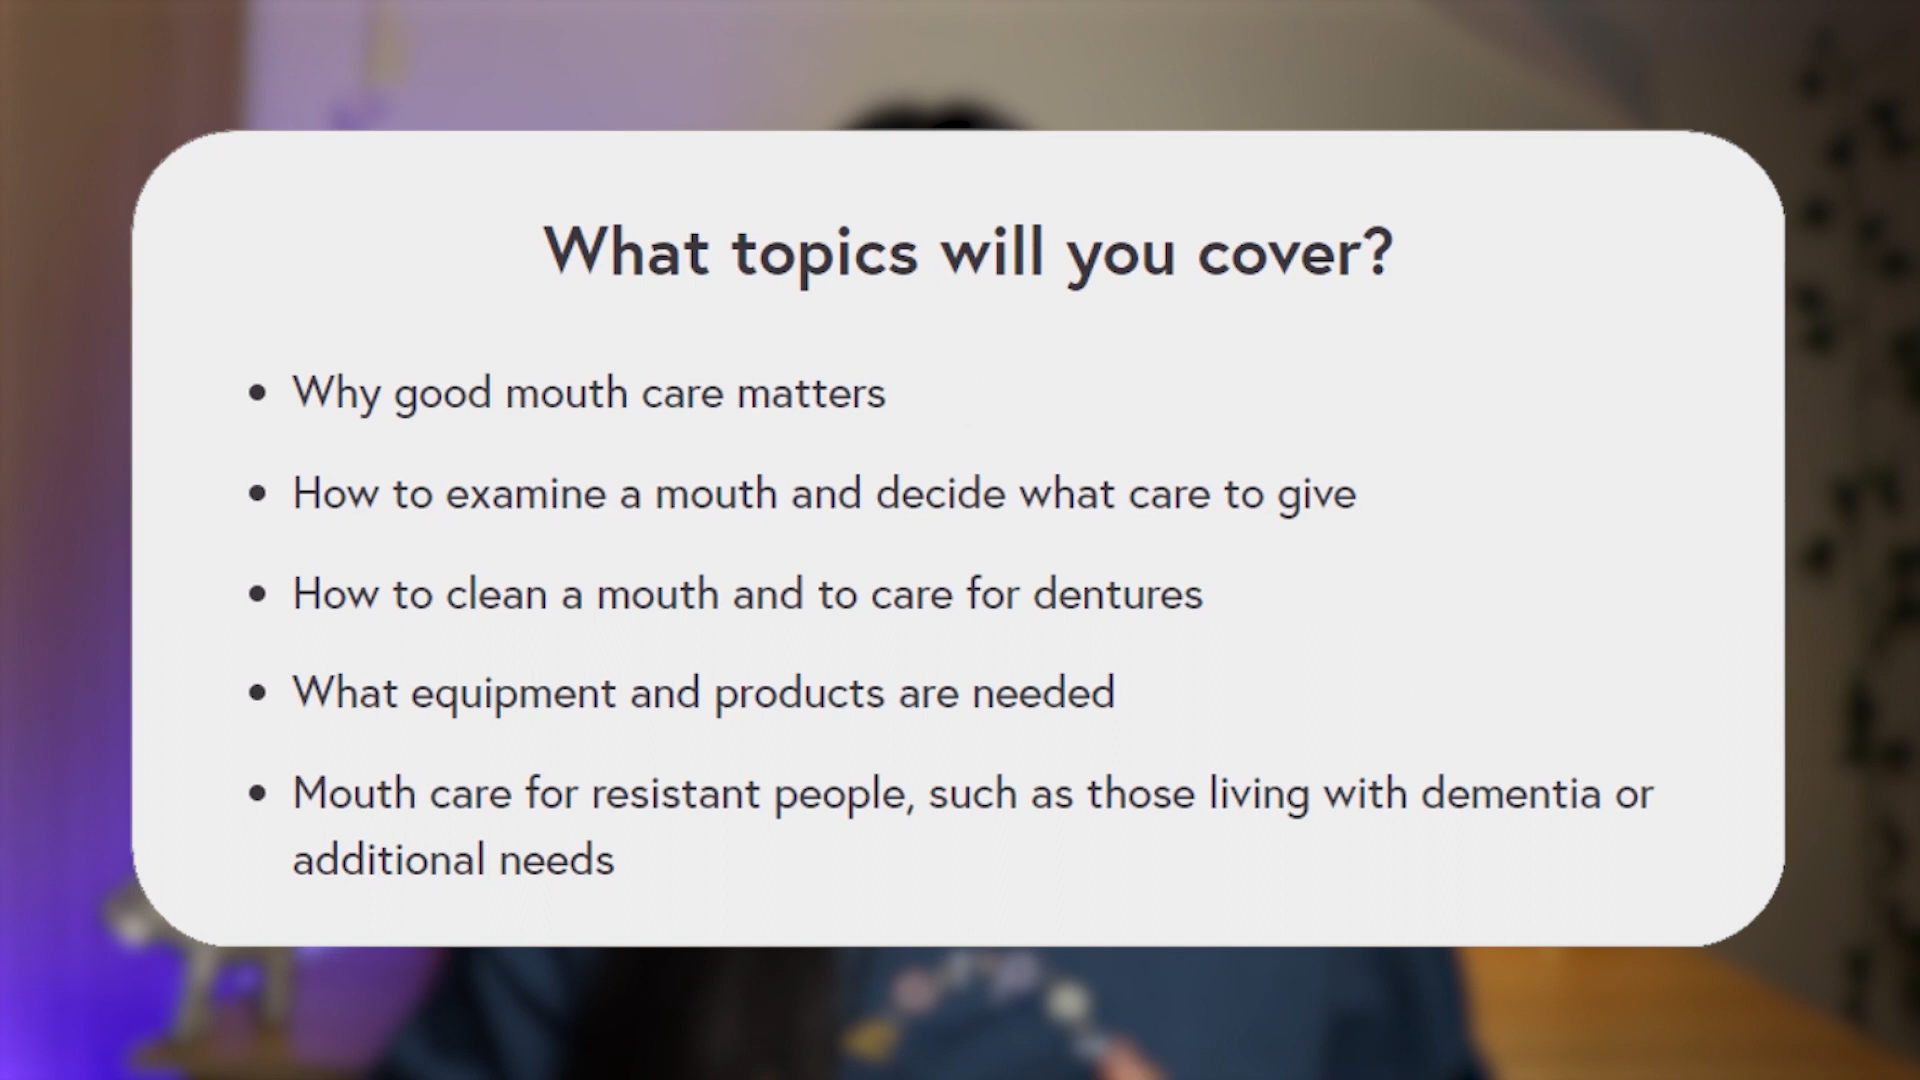 What topics will you cover?
• Why good mouth care matters
• How to examine a mouth and decide what care to give
• How to clean a mouth and to care for dentures
• What equipment and products are needed
• Mouth care for resistant people, such as those living with dementia or
additional needs